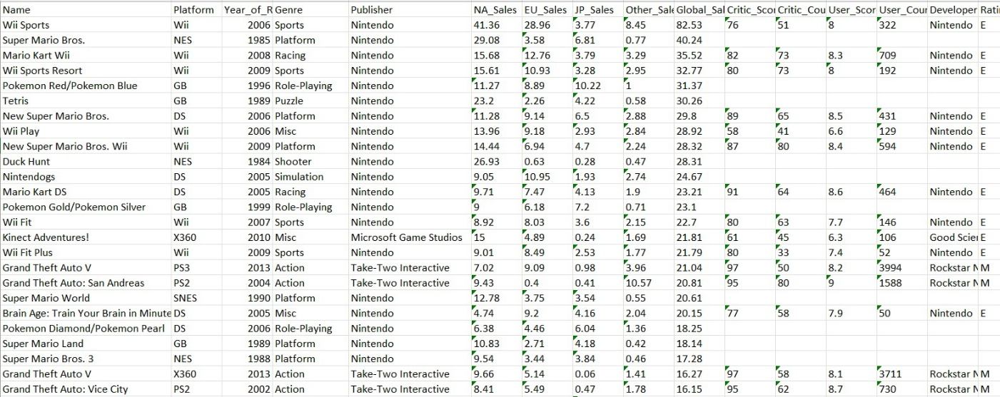 Name Platform Year_of_R Genre Publisher NA_Sales EU_Sales JP_Sales Other_Sale Global_Sal Critic_Scor Critic_Cou User_Scor User_Cour Developer Ratin
Wii Sports Wii 2006 Sports Nintendo 41.36 28.96 3.77 8.45 82.53 76 51 8 322 Nintendo E
Super Mario Bros. NES 1985 Platform Nintendo 29.08 3.58 6.81 0.77 40.24
Mario Kart Wii Wii 2008 Racing Nintendo 15.68 12.76 3.79 3.29 35.52 82 73 8.3 709 Nintendo E
Wii Sports Resort Wii 2009 Sports Nintendo 15.61 10.93 3.28 2.95 32.77 80 73 8 192 Nintendo E
Pokemon Red/Pokemon Blue GB 1996 Role-Playing Nintendo 11.27 8.89 10.22 1 31.37
Tetris GB 1989 Puzzle Nintendo 23.2 2.26 4.22 0.58 30.26
New Super Mario Bros. DS 2006 Platform Nintendo 11.28 9.14 6.5 2.88 29.8 89 65 8.5 431 Nintendo E
Wii Play Wii 2006 Misc Nintendo 13.96 9.18 2.93 2.84 28.92 58 41 6.6 129 Nintendo E
New Super Mario Bros. Wii Wii 2009 Platform Nintendo 14.44 6.94 4.7 2.24 28.32 87 80 8.4 594 Nintendo E
Duck Hunt NES 1984 Shooter Nintendo 26.93 0.63 0.28 0.47 28.31
Nintendogs DS 2005 Simulation Nintendo 9.05 10.95 1.93 2.74 24.67
Mario Kart DS DS 2005 Racing Nintendo 9.71 7.47 4.13 1.9 23.21 91 64 8.6 464 Nintendo E
Pokemon Gold/Pokemon Silver GB 1999 Role-Playing Nintendo 9 6.18 7.2 0.71 23.1
Wii Fit Wii 2007 Sports Nintendo 8.92 8.03 3.6 2.15 22.7 80 63 7.7 146 Nintendo E
Kinect Adventures! X360 2010 Misc Microsoft Game Studios 15 4.89 0.24 1.69 21.81 61 45 6.3 106 Good Scier E
Wii Fit Plus Wii 2009 Sports Nintendo 9.01 8.49 2.53 1.77 21.79 80 33 7.4 52 Nintendo E
Grand Theft Auto V PS3 2013 Action Take-Two Interactive 7.02 9.09 0.98 3.96 21.04 97 50 8.2 3994 Rockstar N M
Grand Theft Auto: San Andreas PS2 2004 Action Take-Two Interactive 9.43 0.4 0.41 10.57 20.81 95 80 9 1588 Rockstar N M
Super Mario World SNES 1990 Platform Nintendo 12.78 3.75 3.54 0.55 20.61
Brain Age: Train Your Brain in Minute DS 2005 Misc Nintendo 4.74 9.2 4.16 2.04 20.15 77 58 7.9 50 Nintendo E
Pokemon Diamond/Pokemon Pearl DS 2006 Role-Playing Nintendo 6.38 4.46 6.04 1.36 18.25
Super Mario Land GB 1989 Platform Nintendo 10.83 2.71 4.18 0.42 18.14
Super Mario Bros. 3 NES 1988 Platform Nintendo 9.54 3.44 3.84 0.46 17.28
Grand Theft Auto V X360 2013 Action Take-Two Interactive 9.66 5.14 0.06 1.41 16.27 97 58 8.1 3711 Rockstar N M
Grand Theft Auto: Vice City PS2 2002 Action Take-Two Interactive 8.41 5.49 0.47 1.78 16.15 95 62 8.7 730 Rockstar N M